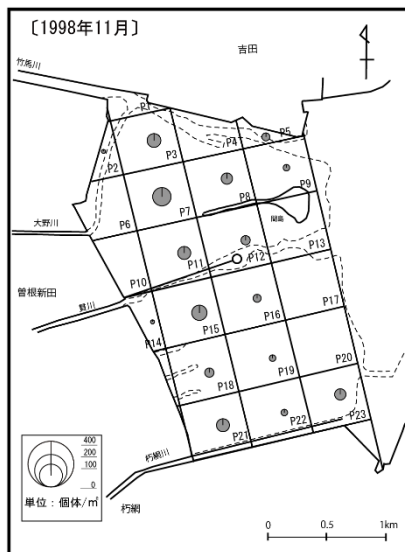 〔1998年11月〕
吉田
竹馬川
P1
P2
P3
P4
P5
P6
P7
P8
P9
間島
大野川
曽根新田
P10
P11
P12
P13
貫川
P14
P15
P16
P17
P18
P19
P20
P21
P22
P23
朽網川
朽網
400
200
100
0
単位：個体/㎡
0 0.5 1km